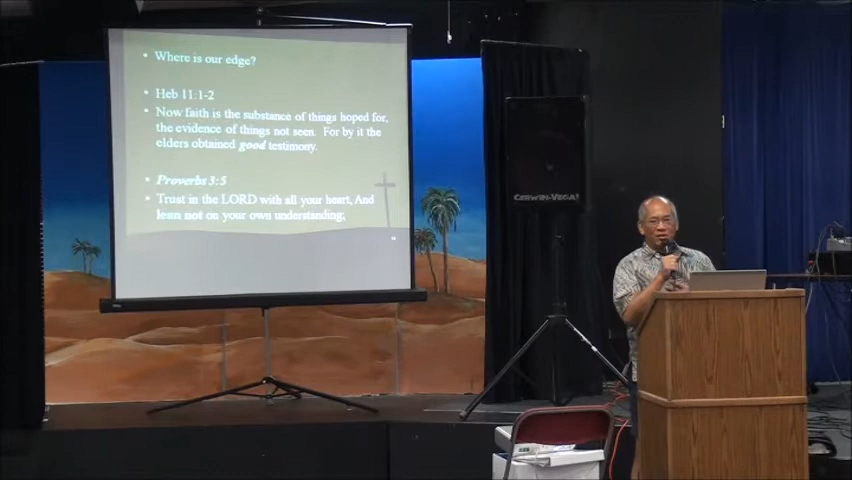 • Where is our edge?
• Heb 11:1-2
• Now faith is the substance of things hoped for,
the evidence of things not seen. For by it the
elders obtained good testimony.
• Proverbs 3:5
• Trust in the LORD with all your heart, And
lean not on your own understanding;
CERWIN-VEGA!